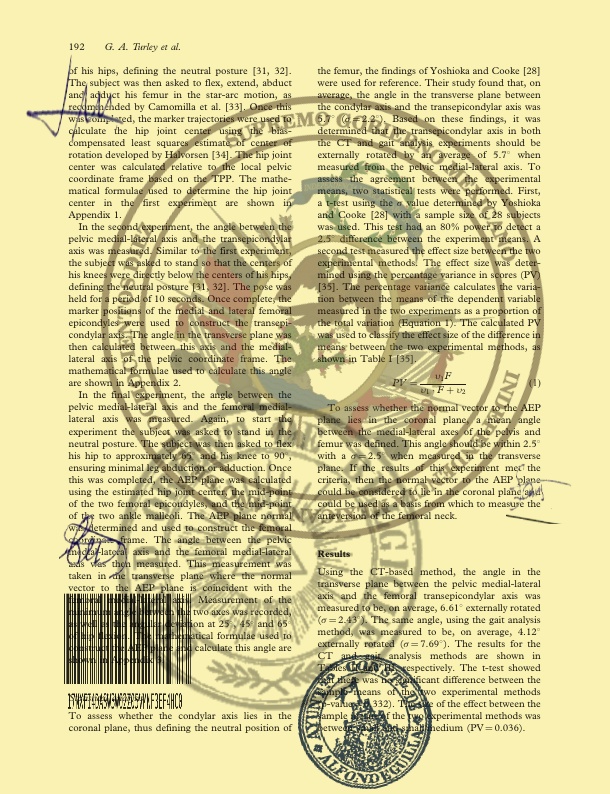 192 G. A. Turley et al.
of his hips, defining the neutral posture [31, 32].
The subject was then asked to flex, extend, abduct
and adduct his femur in the star-arc motion, as
recommended by Camomilla et al. [33). Once this
was completed, the marker trajectories were used to
calculate the hip joint center using the bias-
compensated least squares estimate of center of
rotation developed by Halvorsen [34]. The hip joint
center was calculated relative to the local pelvic
coordinate frame based on the TPP. The mathe-
matical formulae used to determine the hip joint
center in the first experiment are shown in
Appendix 1.
In the second experiment, the angle between the
pelvic medial-lateral axis and the transepicondylar
axis was measured. Similar to the first experiment,
the subject was asked to stand so that the centers of
his knees were directly below the centers of his hips,
defining the neutral posture [31, 32]. The pose was
held for a period of 10 seconds. Once complete, the
marker positions of the medial and lateral femoral
epicondyles were used to construct the transepi-
condylar axis. The angle in the transverse plane was
then calculated between this axis and the medial-
lateral axis of the pelvic coordinate frame. The
mathematical formulae used to calculate this angle
are shown in Appendix 2.
In the final experiment, the angle between the
pelvic medial-lateral axis and the femoral medial-
lateral axis was measured. Again, to start the
experiment the subject was asked to stand in the
neutral posture. The subject was then asked to flex
his hip to approximately 65° and his knee to 90°,
ensuring minimal leg abduction or adduction. Once
this was completed, the AEP plane was calculated
using the estimated hip joint center, the mid-point
of the two femoral epicondyles, and the mid-point
of the two ankle malleoli. The AEP plane normal
was determined and used to construct the femoral
coordinate frame. The angle between the pelvic
medial-lateral axis and the femoral medial-lateral
axis was then measured. This measurement was
taken in the transverse plane where the normal
vector to the AEP plane is coincident with the
femoral medial-lateral axis. Measurement of the
minimum angle between the two axes was recorded,
as well as the angular deviation at 25°, 45° and 65°
of hip flexion. The mathematical formulae used to
construct the AEP plane and calculate this angle are
shown in Appendix
To assess whether the condylar axis lies in the
coronal plane, thus defining the neutral position of
the femur, the findings of Yoshioka and Cooke [28]
were used for reference. Their study found that, on
average, the angle in the transverse plane between
the condylar axis and the transepicondylar axis was
5.7° (σ=2.2°). Based on these findings, it was
determined that the transepicondylar axis in both
the CT and gait analysis experiments should be
externally rotated by an average of 5.7° when
measured from the pelvic medial-lateral axis. To
assess the agreement between the experimental
means, two statistical tests were performed. First,
a t-test using the σ value determined by Yoshioka
and Cooke [28] with a sample size of 28 subjects
was used. This test had an 80% power to detect a
2.5° difference between the experiment means. A
second test measured the effect size between the two
experimental methods. The effect size was deter-
mined using the percentage variance in scores (PV)
[35]. The percentage variance calculates the varia-
tion between the means of the dependent variable
measured in the two experiments as a proportion of
the total variation (Equation 1). The calculated PV
was used to classify the effect size of the difference in
means between the two experimental methods, as
shown in Table I [35].
PV = υ₁F / υ₁·F + υ₂ (1)
To assess whether the normal vector to the AEP
plane lies in the coronal plane, a mean angle
between the medial-lateral axes of the pelvis and
femur was defined. This angle should be within 2.5°
with a σ=2.5° when measured in the transverse
plane. If the results of this experiment met the
criteria, then the normal vector to the AEP plane
could be considered to lie in the coronal plane and
could be used as a basis from which to measure the
anteversion of the femoral neck.
Results
Using the CT-based method, the angle in the
transverse plane between the pelvic medial-lateral
and the femoral transepicondylar axis was
measured to be, on average, 6.61° externally rotated
(σ=2.43°). The same angle, using the gait analysis
method, was measured to be, on average, 4.12°
externally rotated (σ=7.69°). The results for the
CT and gait analysis methods are shown in
Tables II and III, respectively. The t-test showed
that there was no significant difference between the
sample means of the two experimental methods
(p-value=0.332). The size of the effect between the
sample means of the two experimental methods was
between small and medium (PV=0.036).
SUPREME
AYUNTAMIENTO
ALFONDEGUILLA